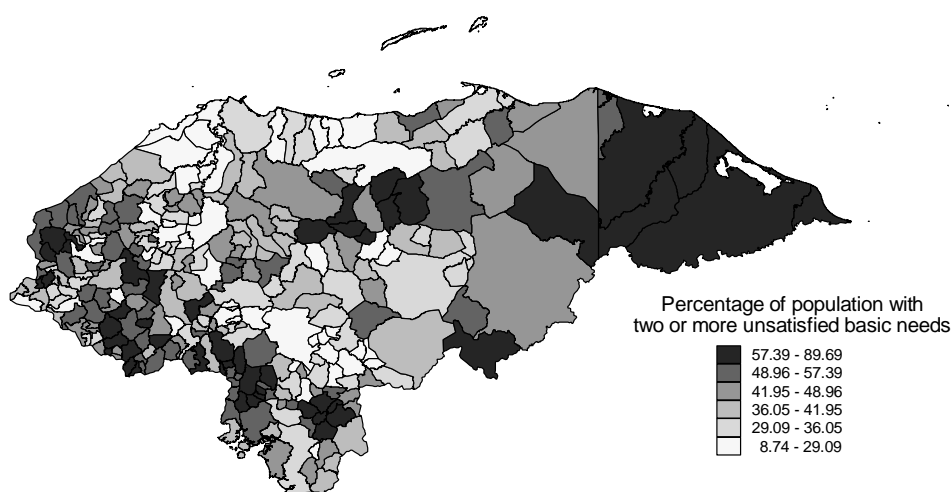 Percentage of population with
two or more unsatisfied basic needs
57.39 - 89.69
48.96 - 57.39
41.95 - 48.96
36.05 - 41.95
29.09 - 36.05
8.74 - 29.09